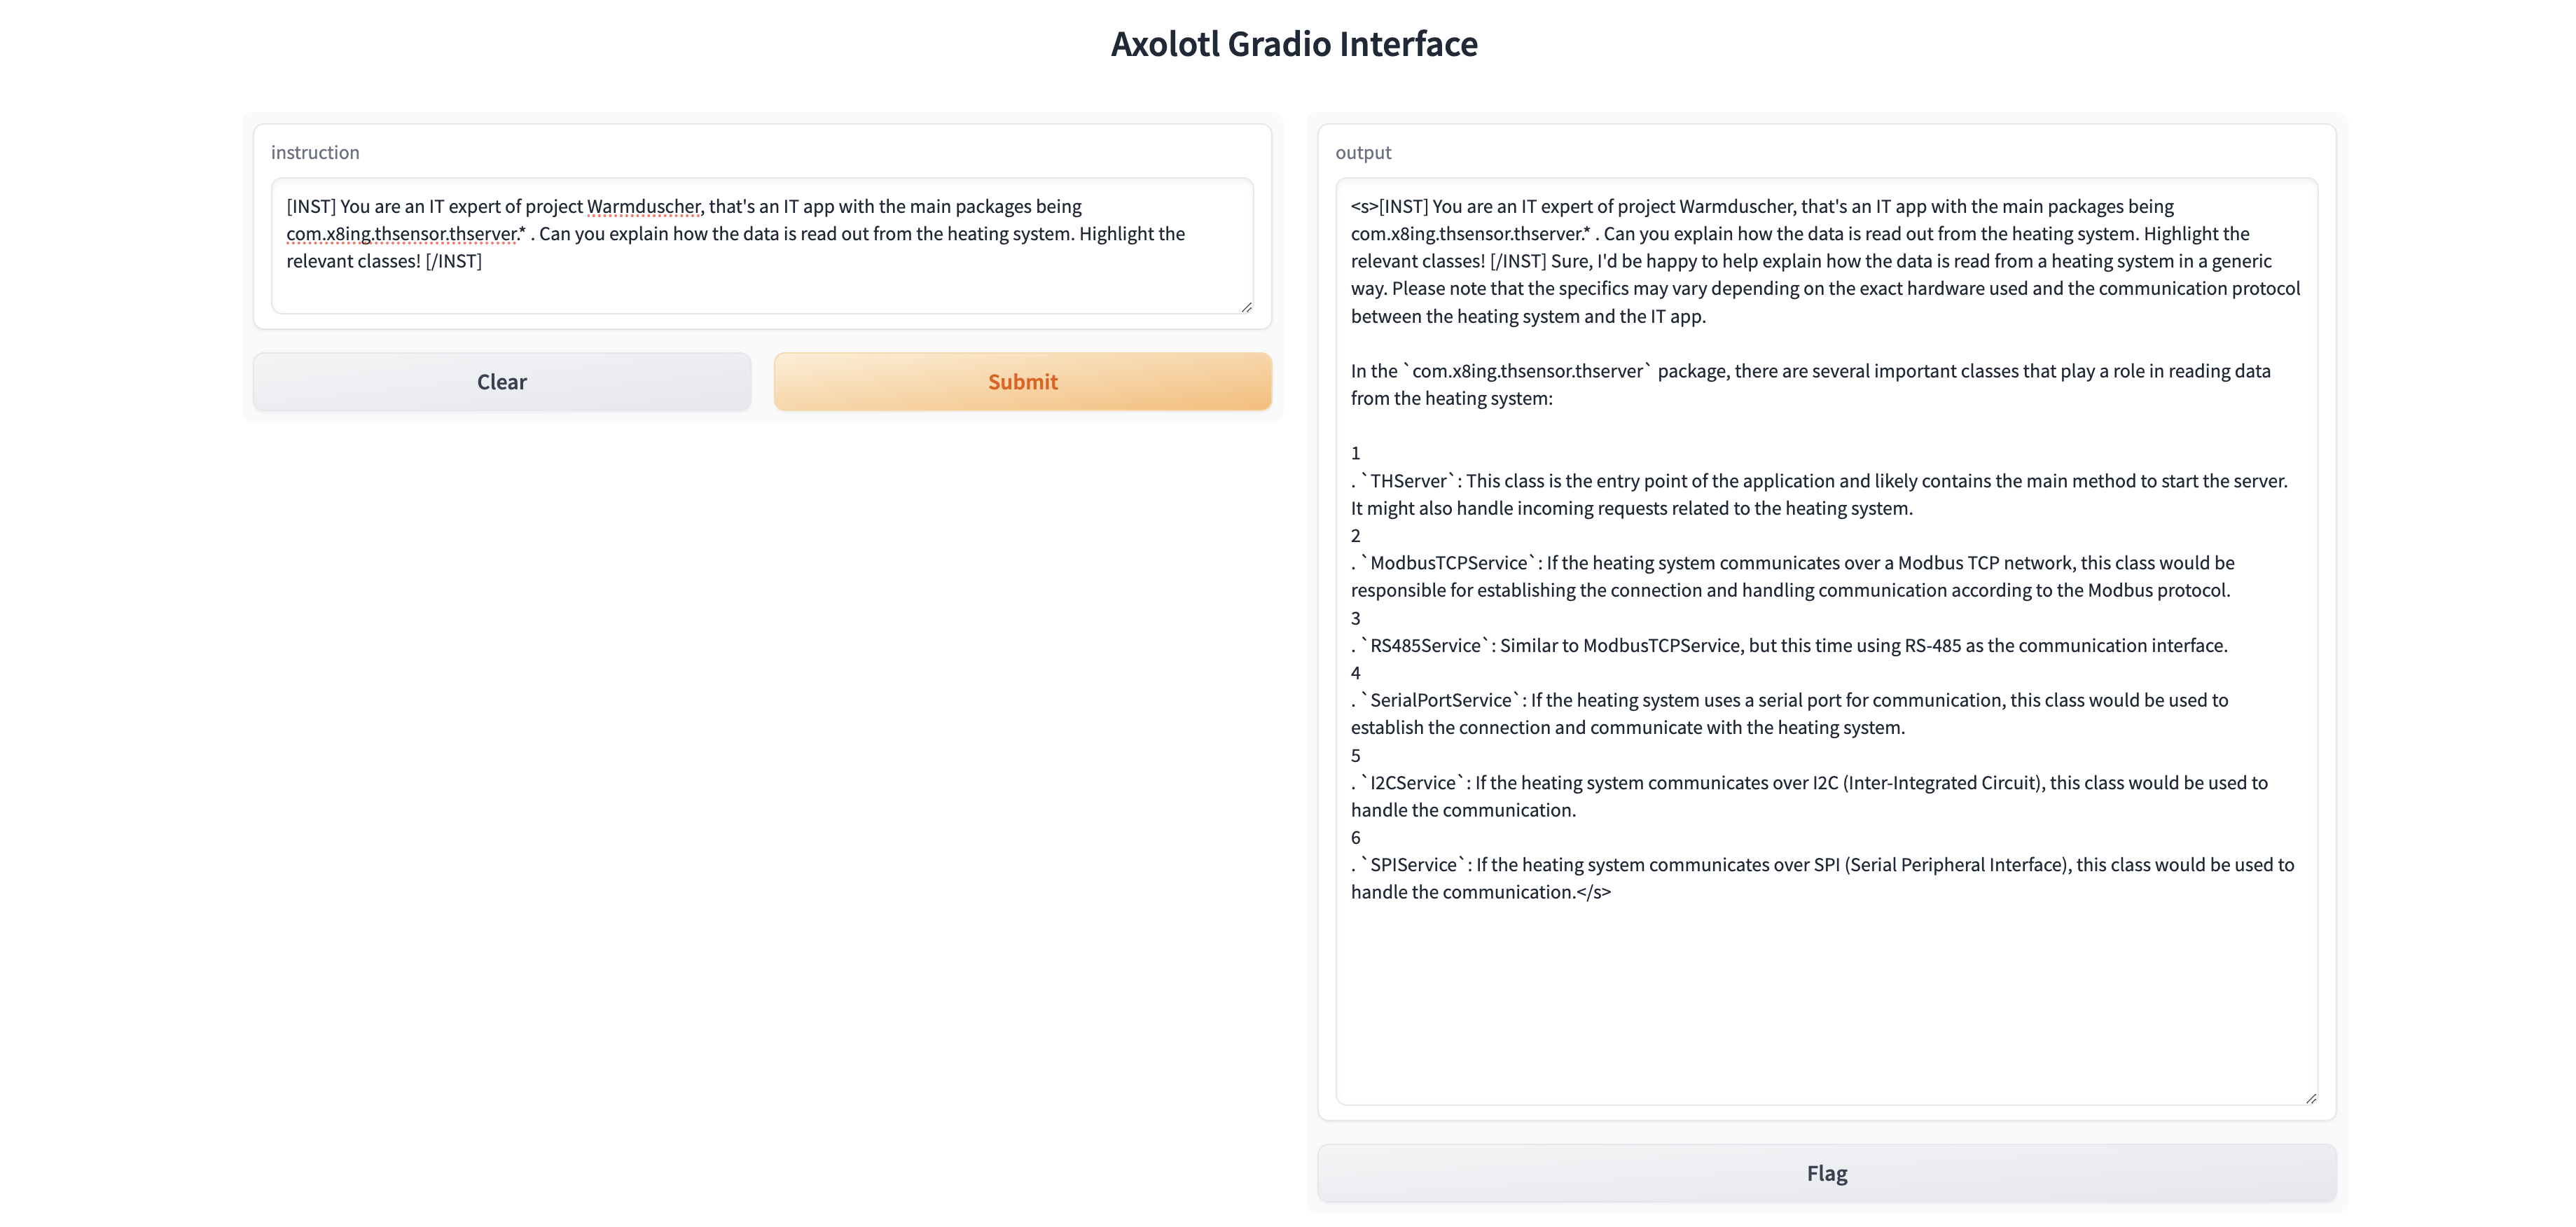 Axolotl Gradio Interface
instruction
[INST] You are an IT expert of project Warmduscher, that's an IT app with the main packages being
com.x8ing.thsensor.thserver.* . Can you explain how the data is read out from the heating system. Highlight the
relevant classes! [/INST]
Clear
Submit
output
<s>[INST] You are an IT expert of project Warmduscher, that's an IT app with the main packages being
com.x8ing.thsensor.thserver.* . Can you explain how the data is read out from the heating system. Highlight the
relevant classes! [/INST] Sure, I'd be happy to help explain how the data is read from a heating system in a generic
way. Please note that the specifics may vary depending on the exact hardware used and the communication protocol
between the heating system and the IT app.
In the `com.x8ing.thsensor.thserver` package, there are several important classes that play a role in reading data
from the heating system:
1
. `THServer`: This class is the entry point of the application and likely contains the main method to start the server.
It might also handle incoming requests related to the heating system.
2
. `ModbusTCPService`: If the heating system communicates over a Modbus TCP network, this class would be
responsible for establishing the connection and handling communication according to the Modbus protocol.
3
. `RS485Service`: Similar to ModbusTCPService, but this time using RS-485 as the communication interface.
4
. `SerialPortService`: If the heating system uses a serial port for communication, this class would be used to
establish the connection and communicate with the heating system.
5
. `I2CService`: If the heating system communicates over I2C (Inter-Integrated Circuit), this class would be used to
handle the communication.
6
. `SPIService`: If the heating system communicates over SPI (Serial Peripheral Interface), this class would be used to
handle the communication.</s>
Flag